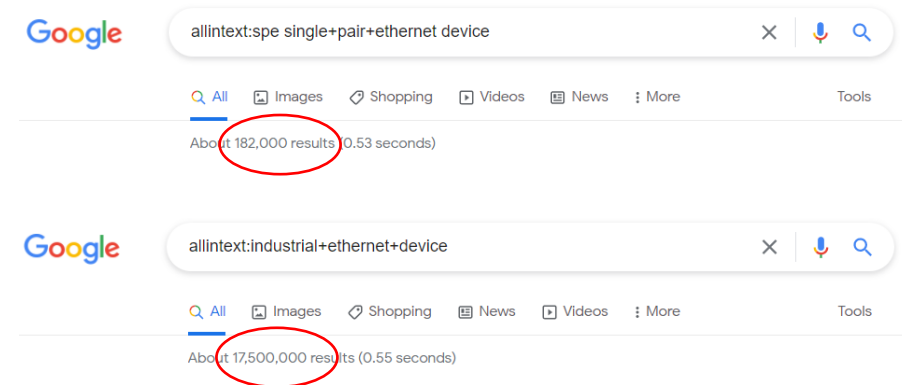 Google
allintext:spe single+pair+ethernet device
All Images Shopping Videos News More Tools
About 182,000 results (0.53 seconds)
Google
allintext:industrial+ethernet+device
All Images Shopping News Videos More Tools
About 17,500,000 results (0.55 seconds)